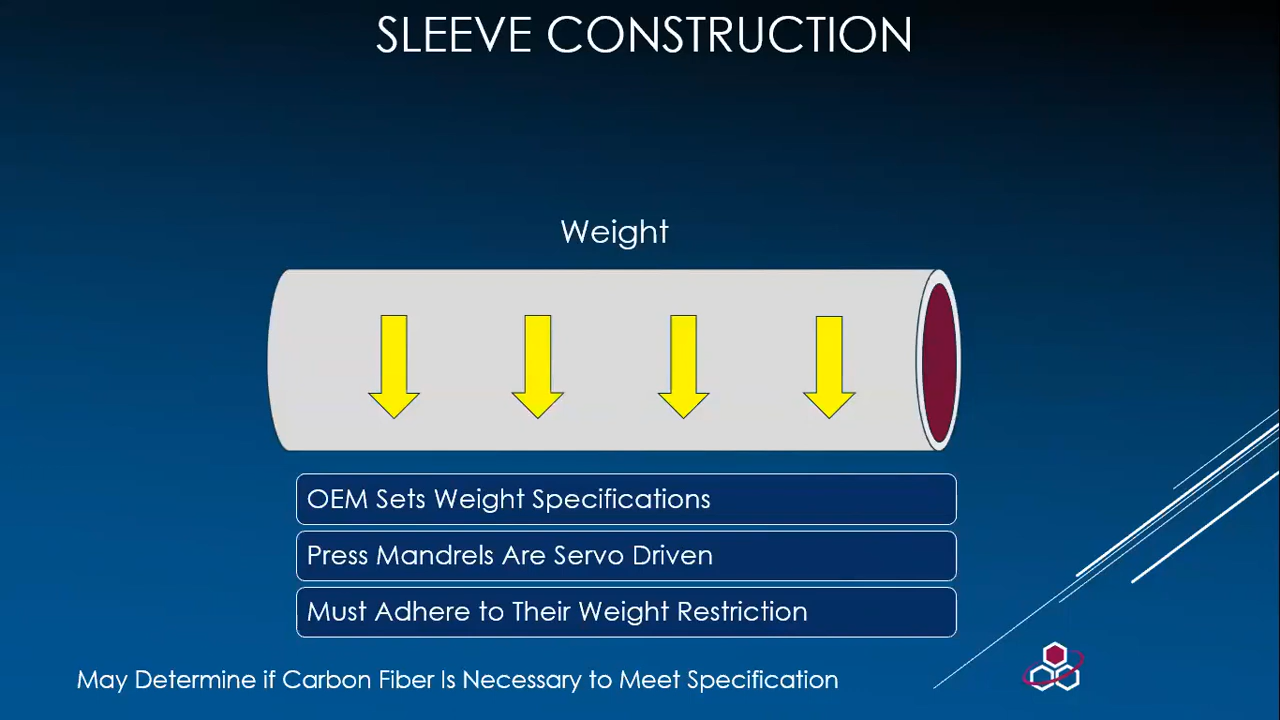 SLEEVE CONSTRUCTION
Weight
OEM Sets Weight Specifications
Press Mandrels Are Servo Driven
Must Adhere to Their Weight Restriction
May Determine if Carbon Fiber Is Necessary to Meet Specification